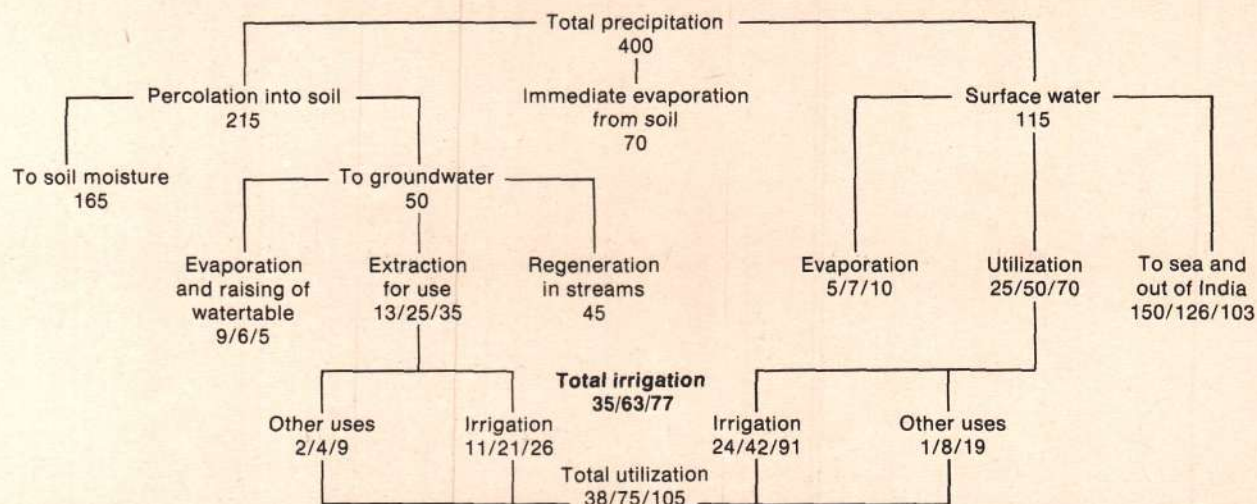 Total precipitation
400
Percolation into soil
215
Immediate evaporation
from soil
70
Surface water
115
To soil moisture
165
To groundwater
50
Evaporation
and raising of
watertable
9/6/5
Extraction
for use
13/25/35
Regeneration
in streams
45
Evaporation
5/7/10
Utilization
25/50/70
To sea and
out of India
150/126/103
Total irrigation
35/63/77
Other uses
2/4/9
Irrigation
11/21/26
Irrigation
24/42/91
Other uses
1/8/19
Total utilization
38/75/105